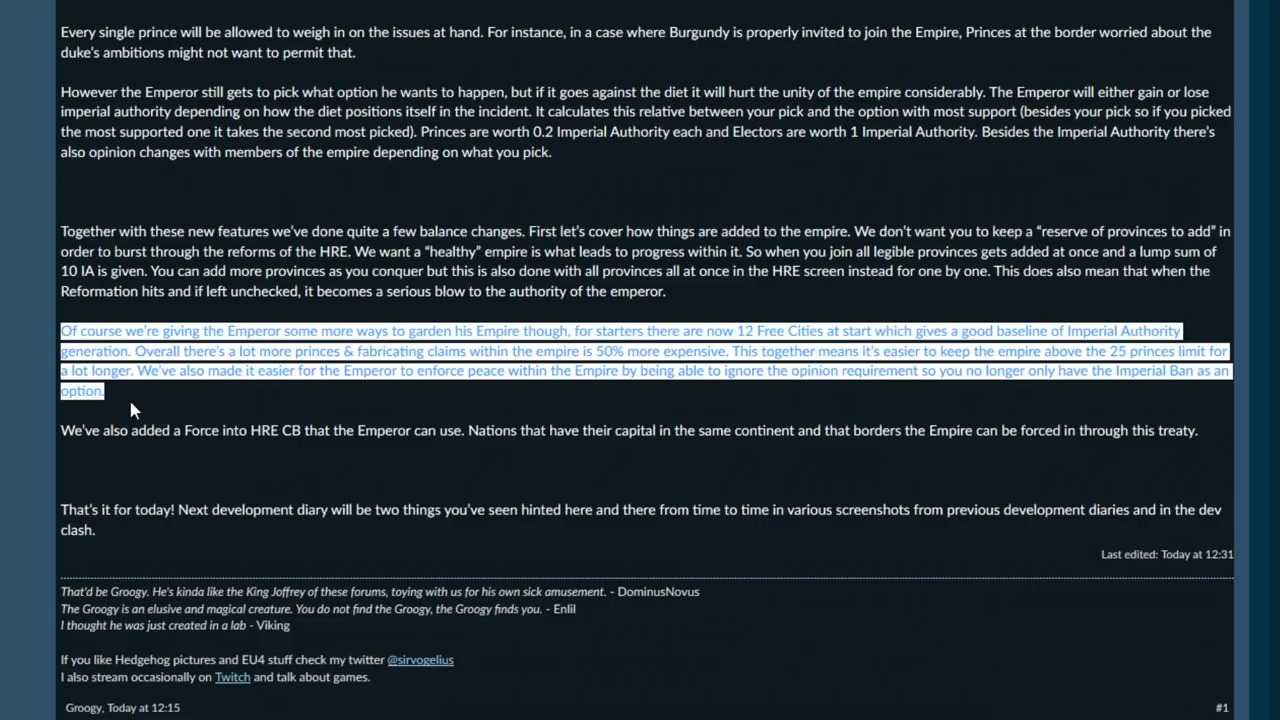 Every single prince will be allowed to weigh in on the issues at hand. For instance, in a case where Burgundy is properly invited to join the Empire, Princes at the border worried about the
duke's ambitions might not want to permit that.
However the Emperor still gets to pick what option he wants to happen, but if it goes against the diet it will hurt the unity of the empire considerably. The Emperor will either gain or lose
imperial authority depending on how the diet positions itself in the incident. It calculates this relative between your pick and the option with most support (besides your pick so if you picked
the most supported one it takes the second most picked). Princes are worth 0.2 Imperial Authority each and Electors are worth 1 Imperial Authority. Besides the Imperial Authority there's
also opinion changes with members of the empire depending on what you pick.
Together with these new features we've done quite a few balance changes. First let's cover how things are added to the empire. We don't want you to keep a “reserve of provinces to add” in
order to burst through the reforms of the HRE. We want a “healthy” empire is what leads to progress within it. So when you join all legible provinces gets added at once and a lump sum of
10 IA is given. You can add more provinces as you conquer but this is also done with all provinces all at once in the HRE screen instead for one by one. This does also mean that when the
Reformation hits and if left unchecked, it becomes a serious blow to the authority of the emperor.
Of course we're giving the Emperor some more ways to garden his Empire though, for starters there are now 12 Free Cities at start which gives a good baseline of Imperial Authority
generation. Overall there's a lot more princes & fabricating claims within the empire is 50% more expensive. This together means it's easier to keep the empire above the 25 princes limit for
a lot longer. We've also made it easier for the Emperor to enforce peace within the Empire by being able to ignore the opinion requirement so you no longer only have the Imperial Ban as an
option.
We've also added a Force into HRE CB that the Emperor can use. Nations that have their capital in the same continent and that borders the Empire can be forced in through this treaty.
That's it for today! Next development diary will be two things you've seen hinted here and there from time to time in various screenshots from previous development diaries and in the dev
clash.
Last edited: Today at 12:31
That'd be Groogy. He's kinda like the King Joffrey of these forums, toying with us for his own sick amusement. - DominusNovus
The Groogy is an elusive and magical creature. You do not find the Groogy, the Groogy finds you. - Enlil
I thought he was just created in a lab - Viking
If you like Hedgehog pictures and EU4 stuff check my twitter @sirvogelius
I also stream occasionally on Twitch and talk about games.
Groogy, Today at 12:15
#1